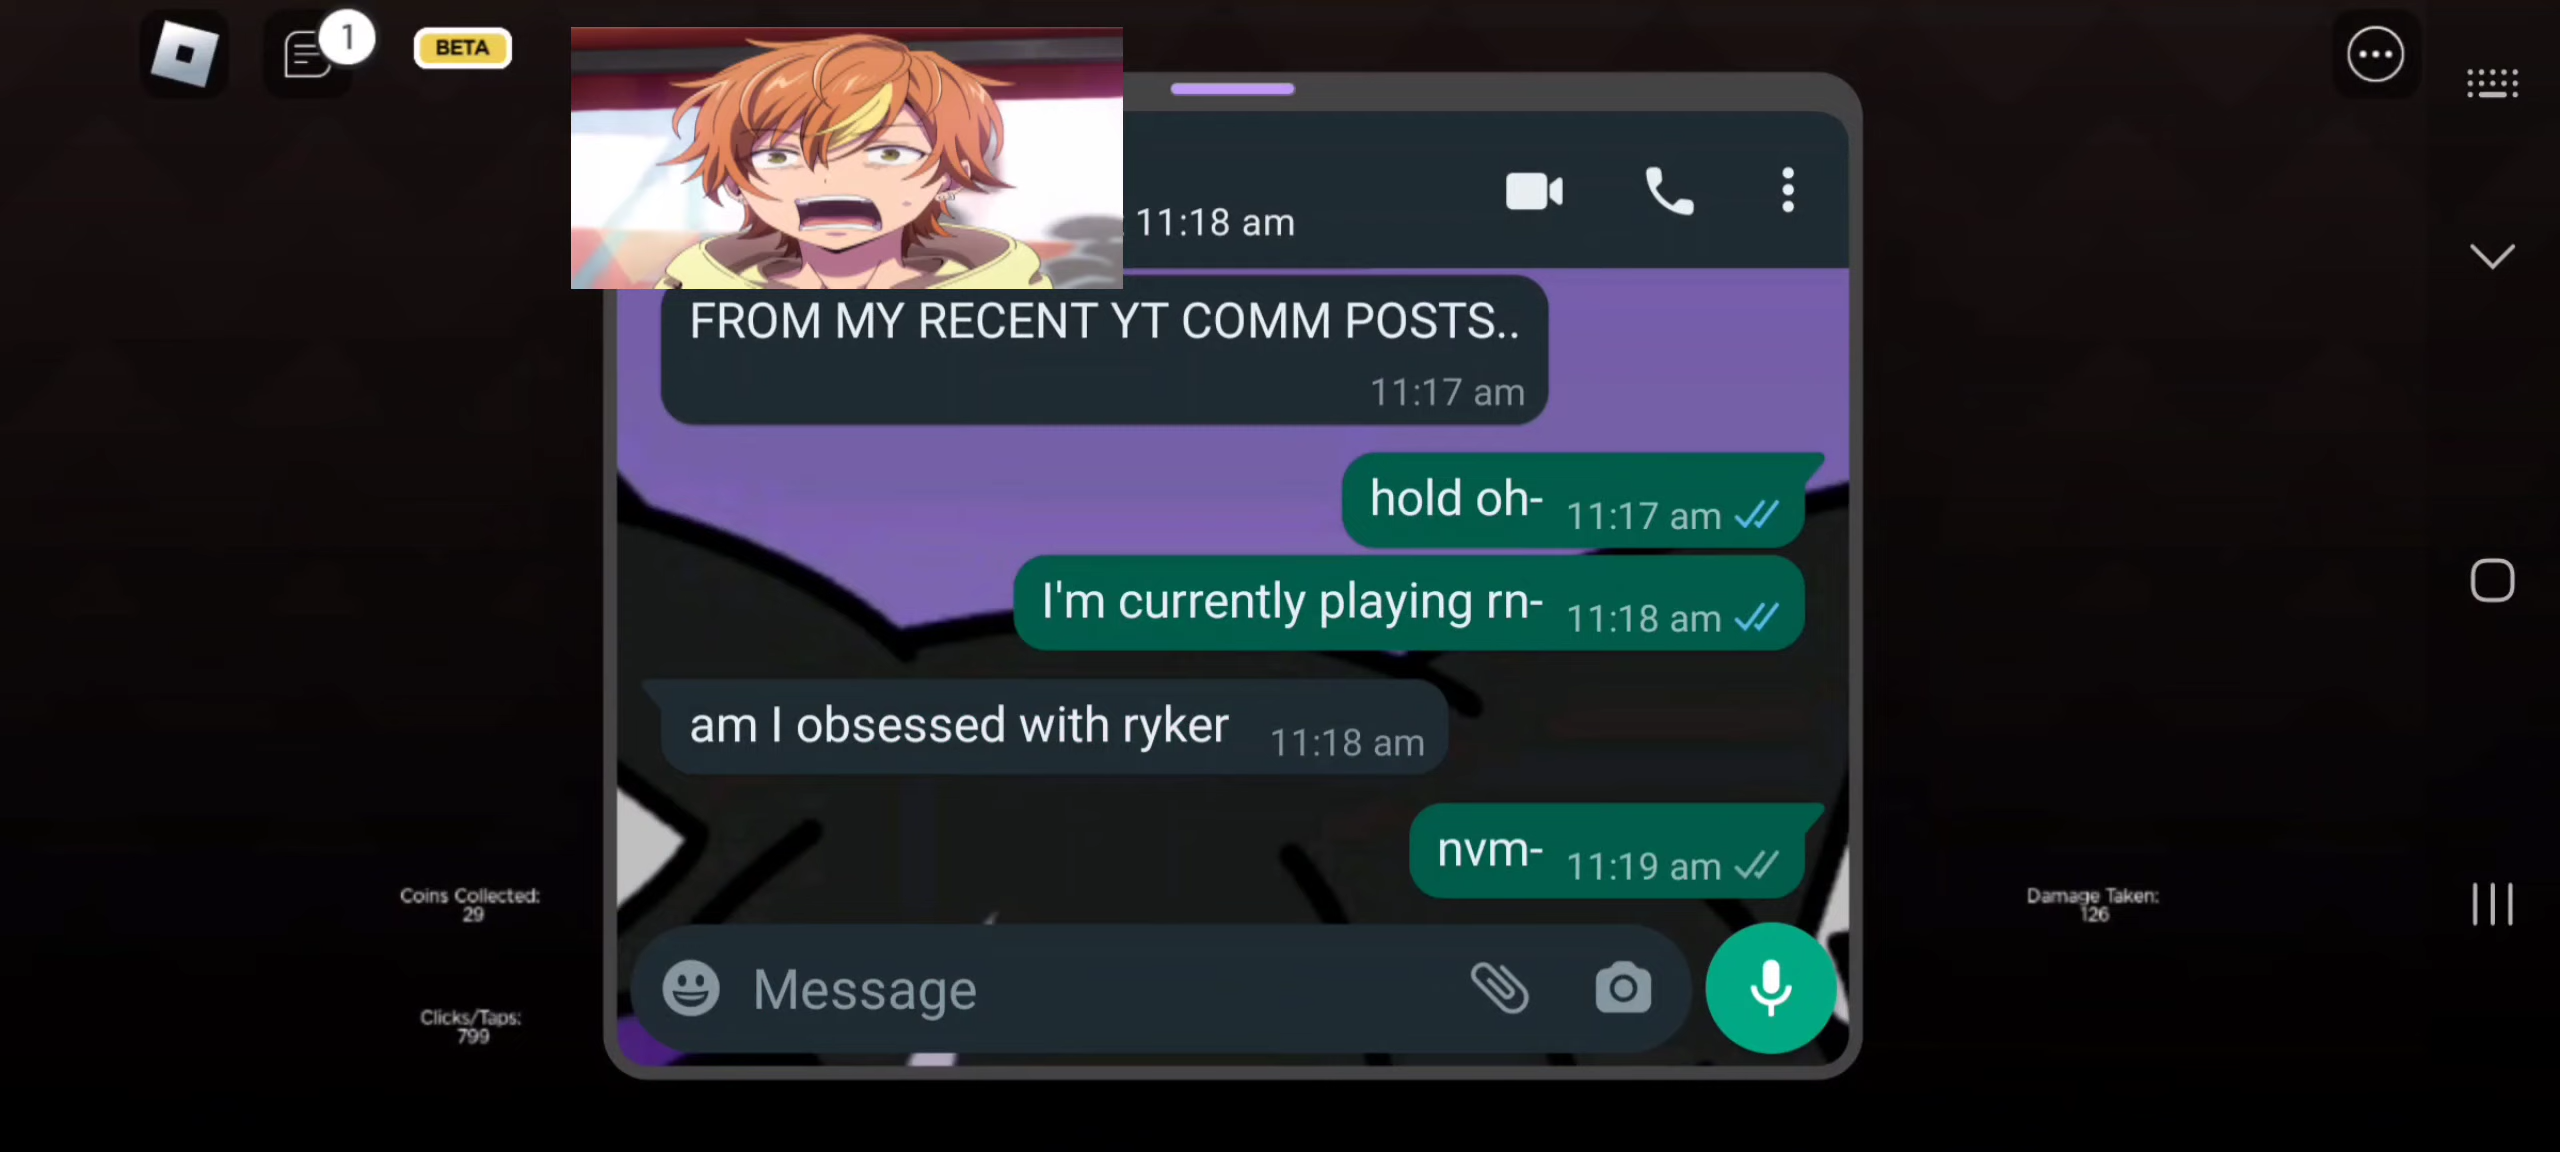 1
BETA
11:18 am
FROM MY RECENT YT COMM POSTS..
11:17 am
hold oh- 11:17 am
I'm currently playing rn- 11:18 am
am I obsessed with ryker 11:18 am
nvm- 11:19 am
Coins Collected:
29
Damage Taken:
126
Message
Clicks/Taps:
799